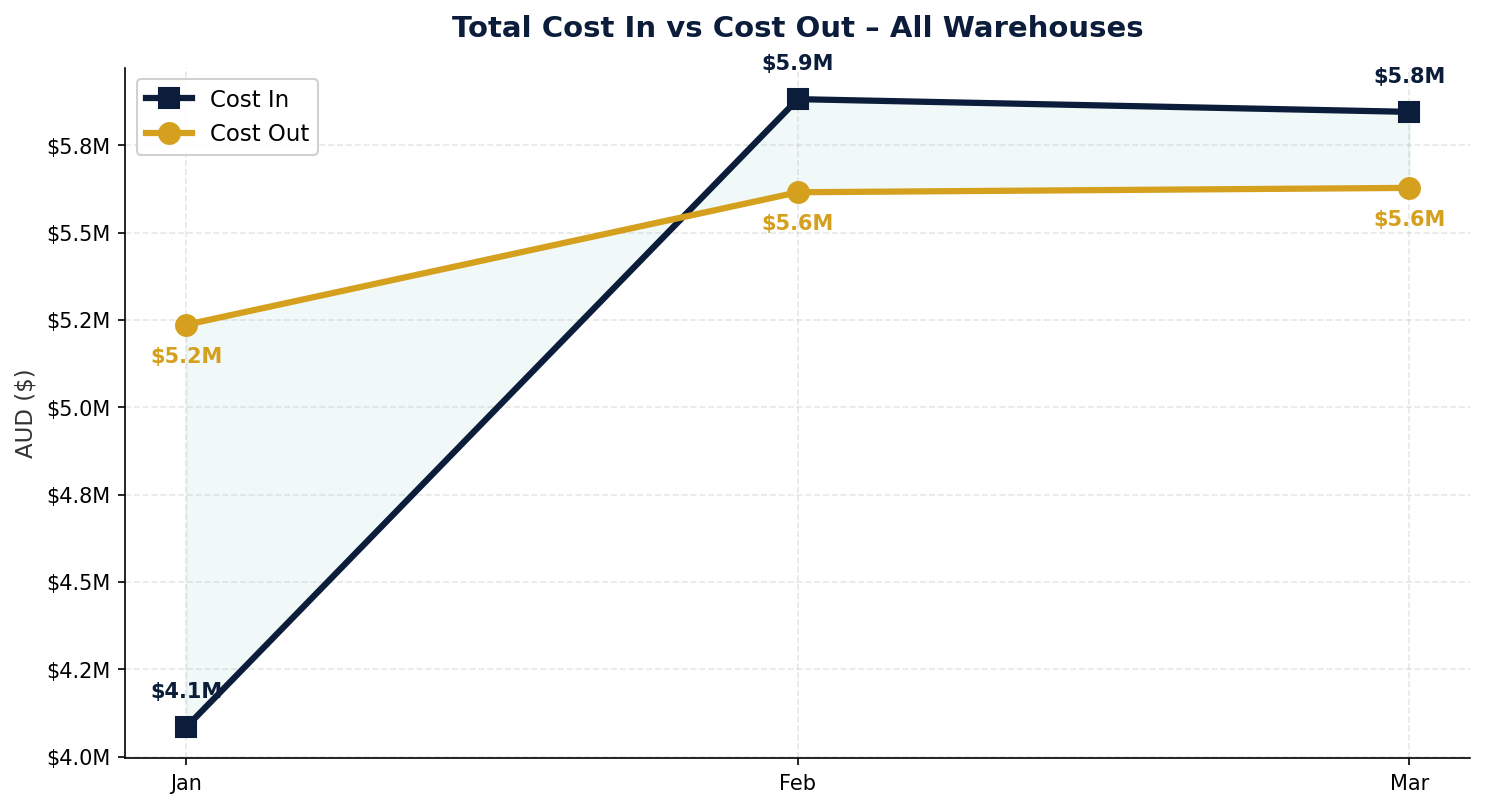 Total Cost In vs Cost Out – All Warehouses
Cost In
Cost Out
$5.9M
$5.8M
$5.6M
$5.6M
$5.2M
$4.1M
AUD ($)
$5.8M
$5.5M
$5.2M
$5.0M
$4.8M
$4.5M
$4.2M
$4.0M
Jan
Feb
Mar